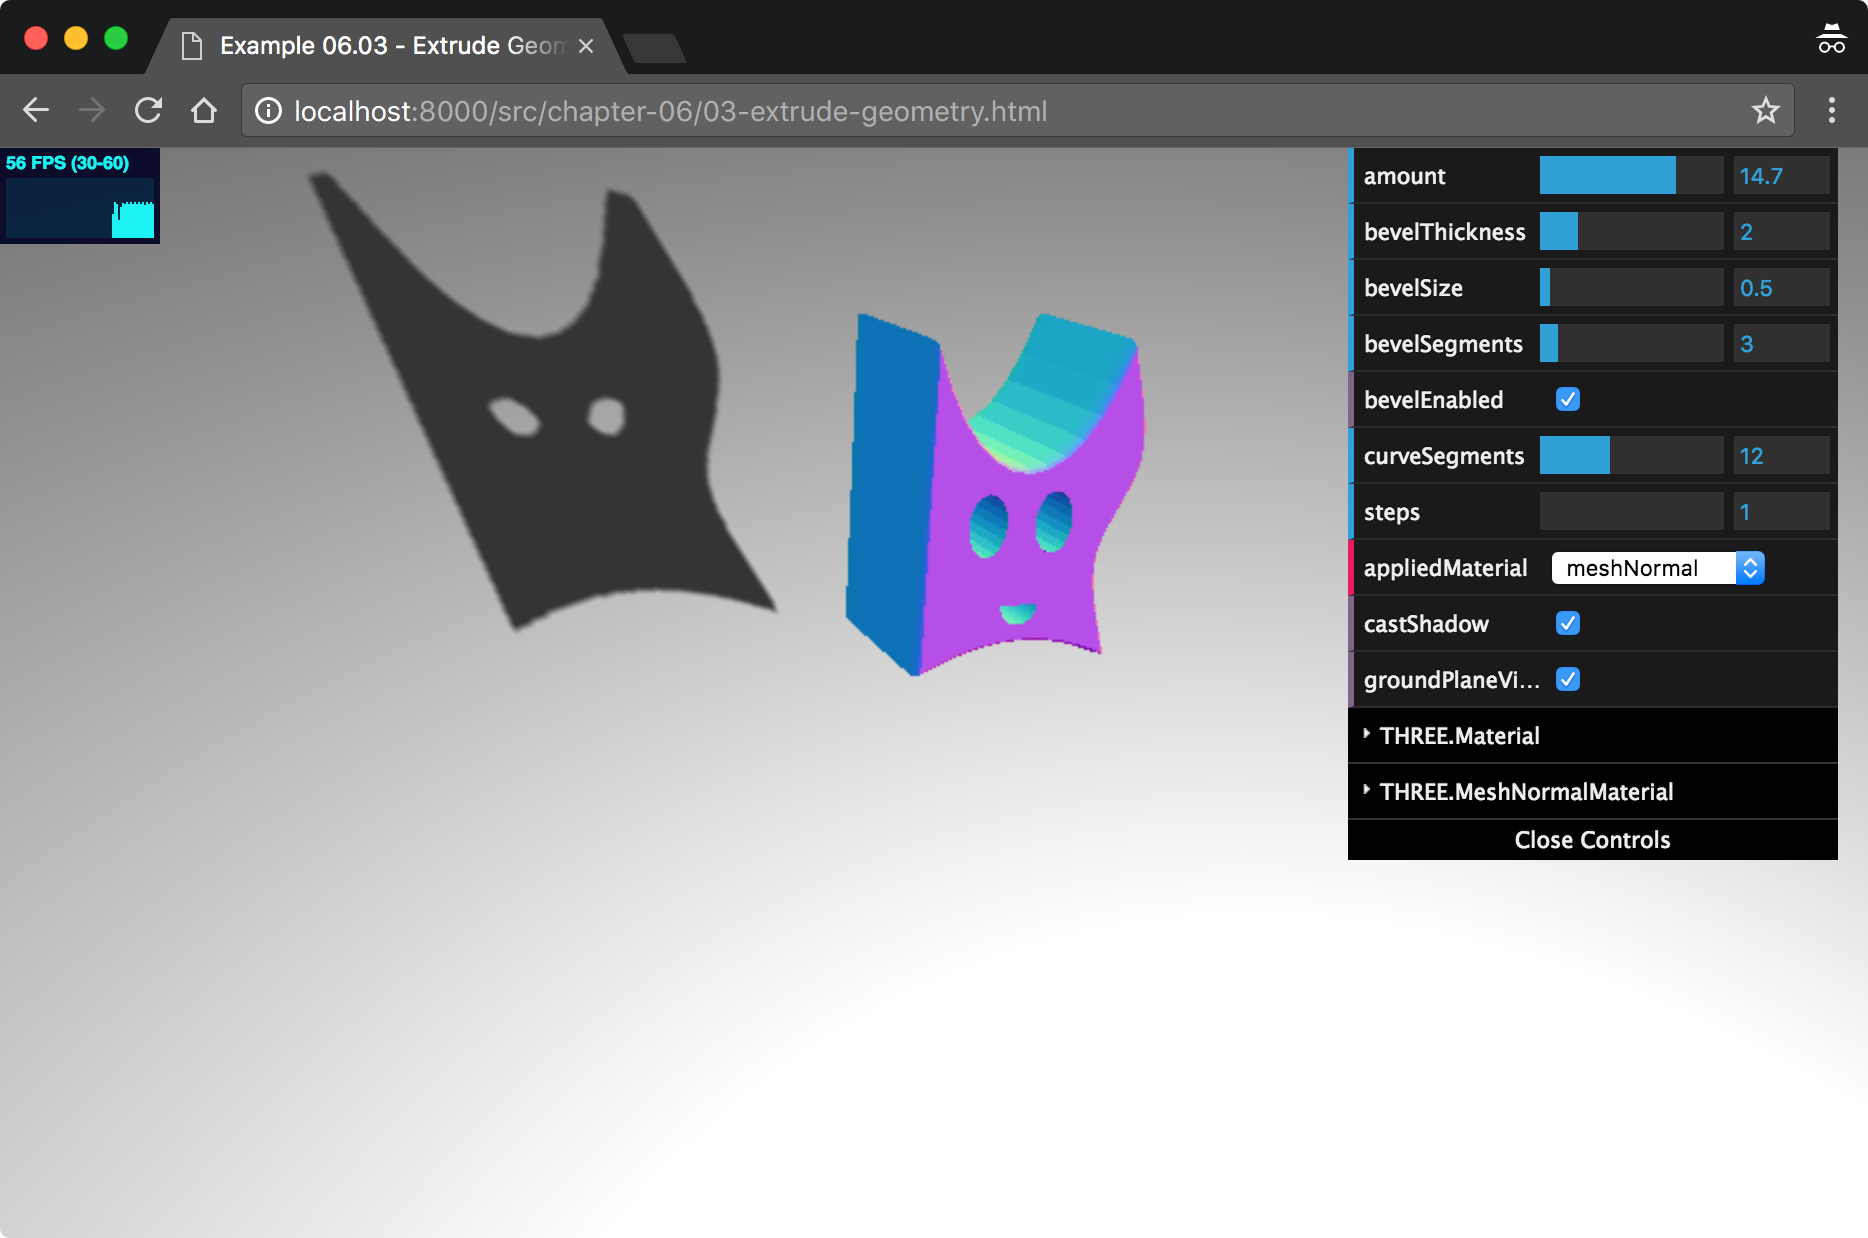 Example 06.03 - Extrude Geom
localhost:8000/src/chapter-06/03-extrude-geometry.html
56 FPS (30-60)
amount 14.7
bevelThickness 2
bevelSize 0.5
bevelSegments 3
bevelEnabled
curveSegments 12
steps 1
appliedMaterial meshNormal
castShadow
groundPlaneVi...
THREE.Material
THREE.MeshNormalMaterial
Close Controls